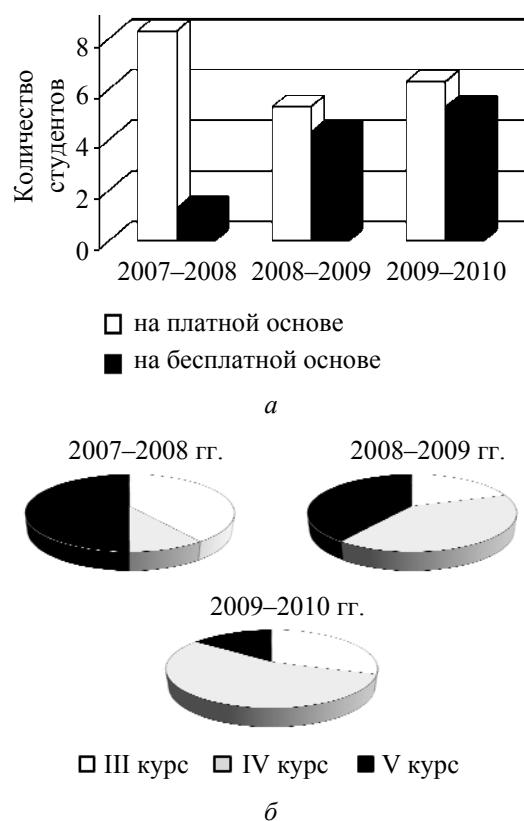 8
6
4
2
0
Количество
студентов
2007–2008 2008–2009 2009–2010
на платной основе
на бесплатной основе
а
2007–2008 гг. 2008–2009 гг.
2009–2010 гг.
III курс IV курс V курс
б